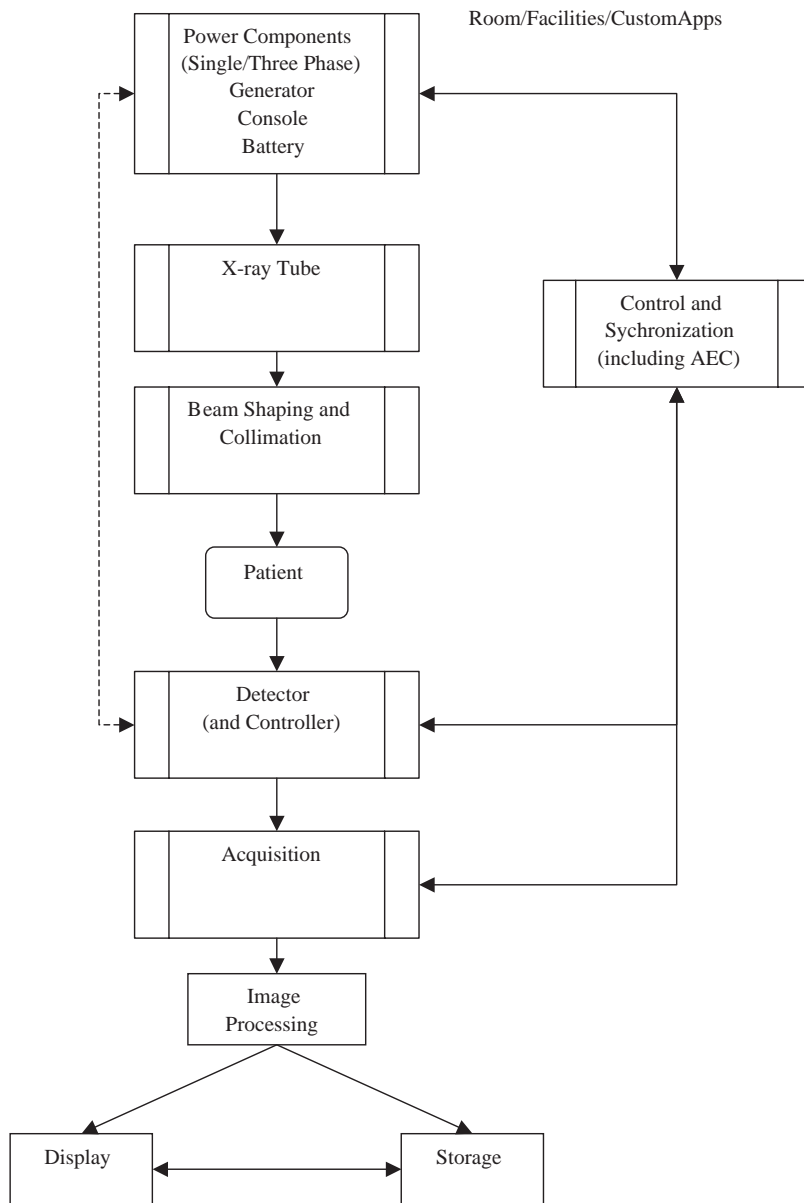 Room/Facilities/CustomApps
Power Components
(Single/Three Phase)
Generator
Console
Battery
X-ray Tube
Control and
Sychronization
(including AEC)
Beam Shaping and
Collimation
Patient
Detector
(and Controller)
Acquisition
Image
Processing
Display
Storage